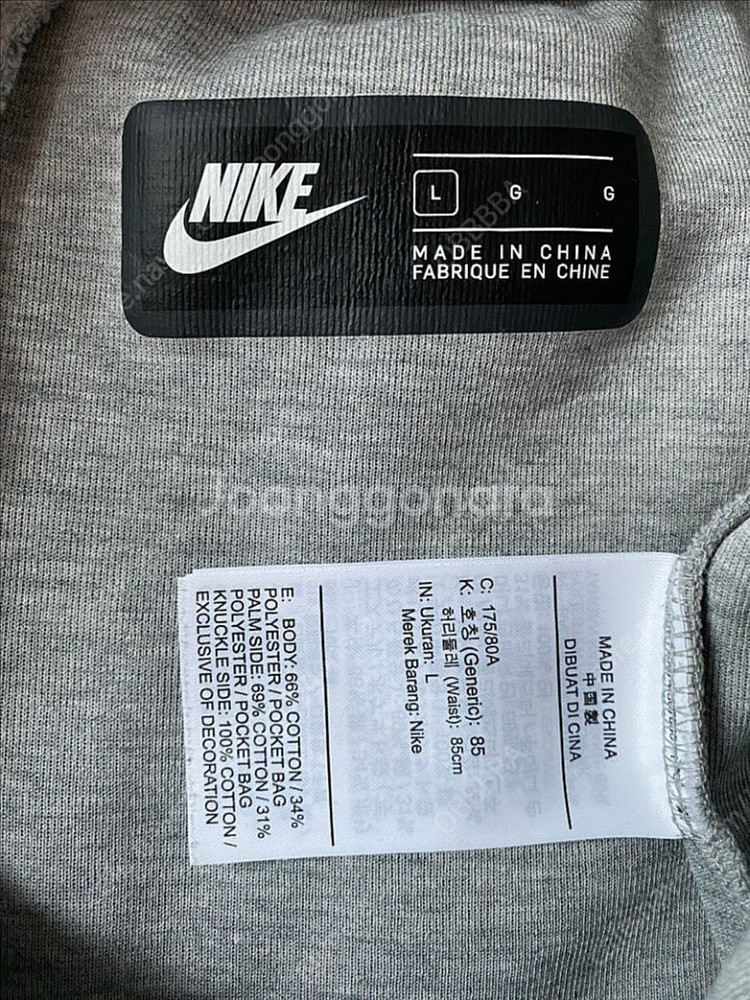 NIKE
L G G
MADE IN CHINA
FABRIQUE EN CHINE
Joonggonara
MADE IN CHINA
中国製
DIBUAT DI CINA
C: 175/80A
K: 호칭 (Generic): 85
허리둘레 (Waist): 85cm
IN: Ukuran: L
Merek Barang: Nike
E: BODY: 66% COTTON / 34%
POLYESTER / POCKET BAG
PALM SIDE: 69% COTTON / 31%
POLYESTER / POCKET BAG
KNUCKLE SIDE: 100% COTTON /
EXCLUSIVE OF DECORATION